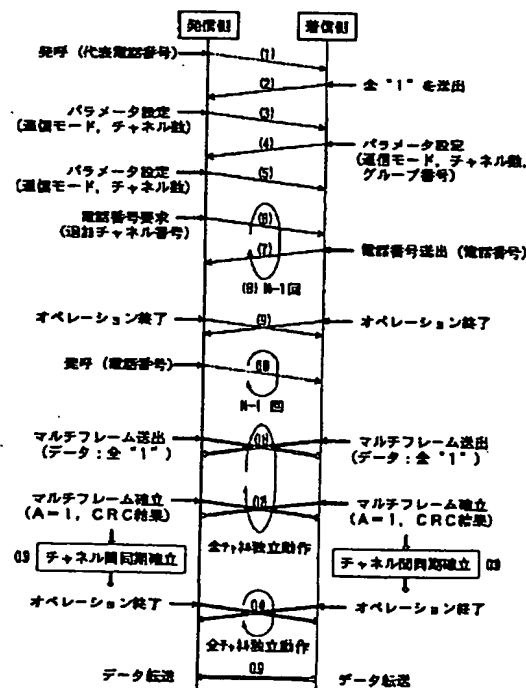 発信側 着信側
発呼（代表電話番号） (1)
(2) 全 "1" を送出
パラメータ設定 (3)
(通信モード，チャネル数)
(4) パラメータ設定
(通信モード，チャネル数，
グループ番号)
パラメータ設定 (5)
(通信モード，チャネル数)
電話番号要求 (6)
(追加チャネル番号)
(7) 電話番号送出（電話番号）
(8) N-1回
オペレーション終了 (9) オペレーション終了
発呼（電話番号）
N-1 回
マルチフレーム送出 マルチフレーム送出
(データ：全 "1") (データ：全 "1")
マルチフレーム確立 マルチフレーム確立
(A=1，CRC結果) (A=1，CRC結果)
全チャネル独立動作
チャネル間同期確立 チャネル間同期確立
オペレーション終了 オペレーション終了
全チャネル独立動作
データ転送 データ転送